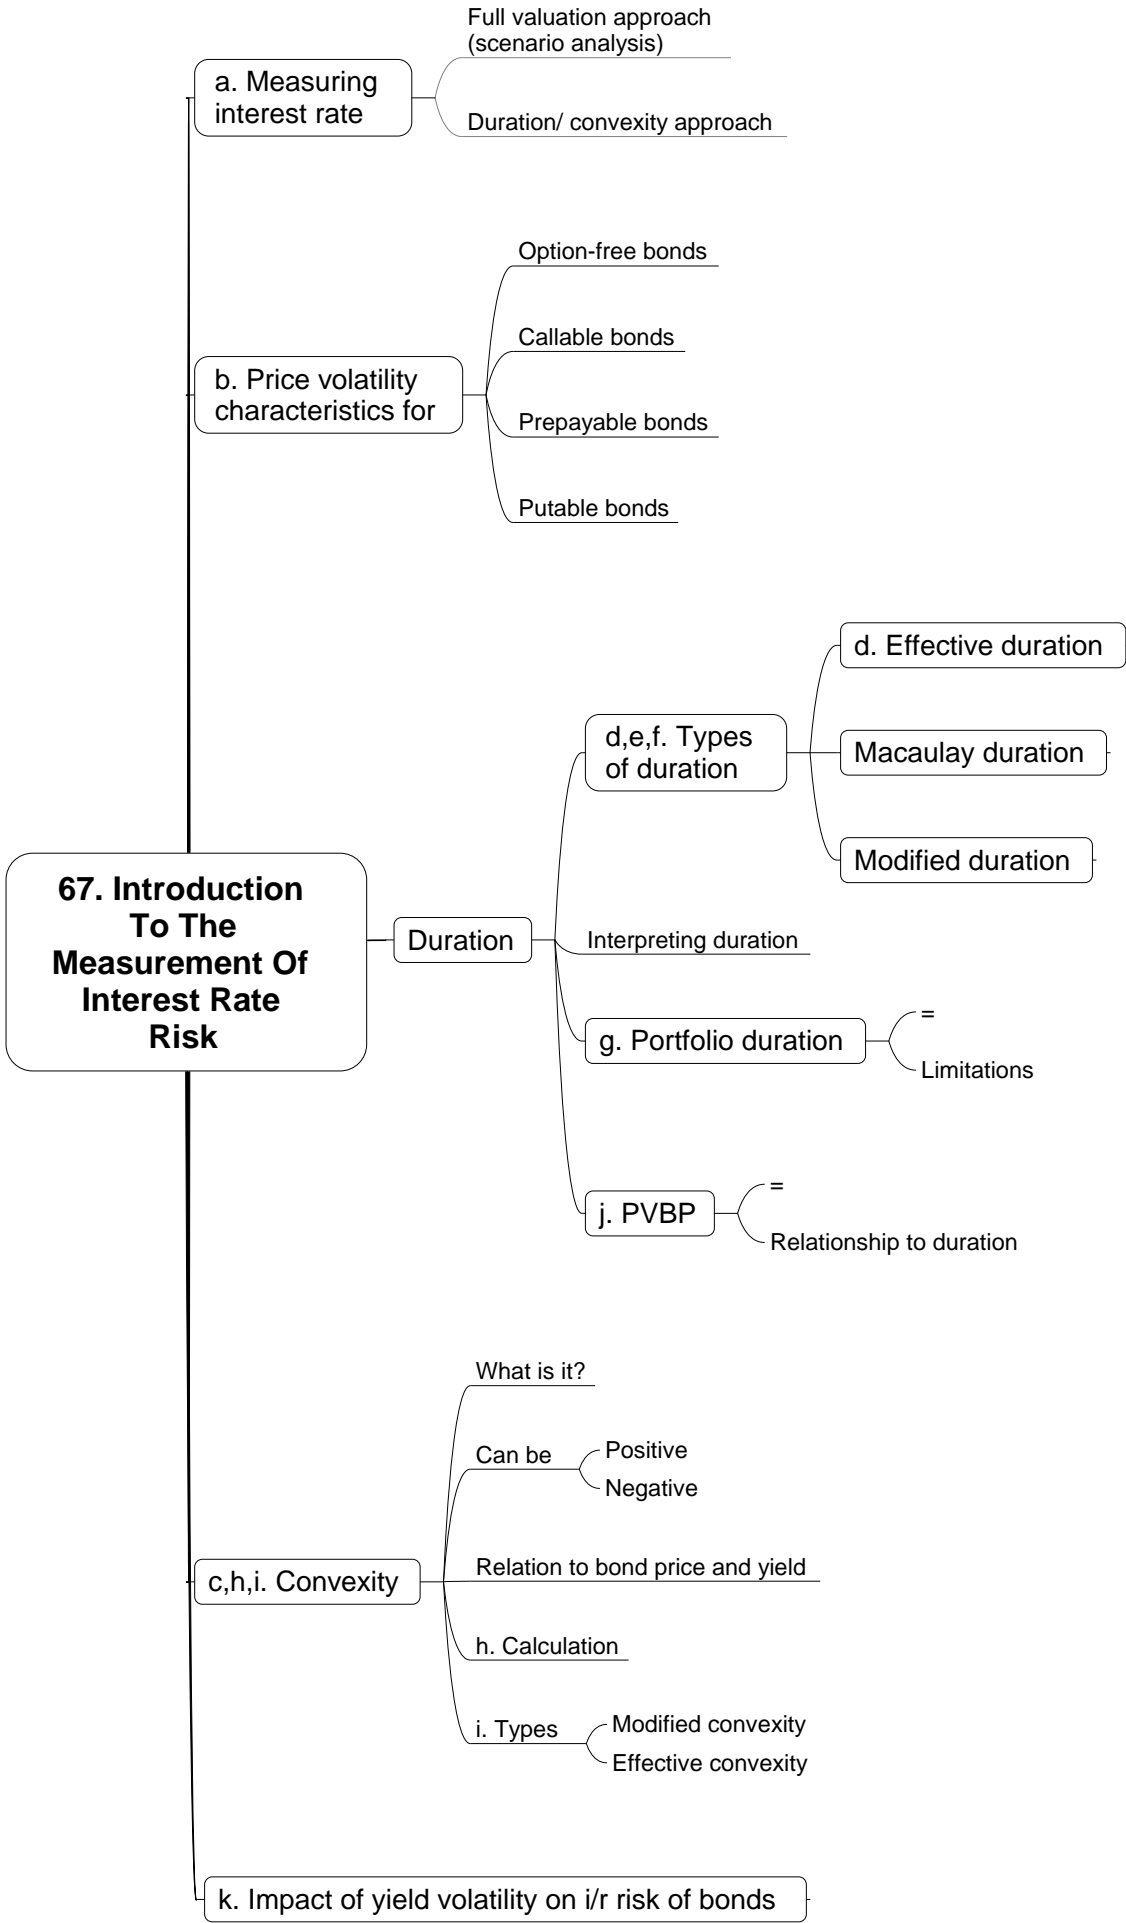 Full valuation approach
(scenario analysis)
a. Measuring
interest rate
Duration/ convexity approach
Option-free bonds
Callable bonds
b. Price volatility
characteristics for
Prepayable bonds
Putable bonds
d. Effective duration
d,e,f. Types
of duration
Macaulay duration
Modified duration
67. Introduction
To The
Measurement Of
Interest Rate
Risk
Duration
Interpreting duration
g. Portfolio duration
=
Limitations
j. PVBP
=
Relationship to duration
What is it?
Can be
Positive
Negative
c,h,i. Convexity
Relation to bond price and yield
h. Calculation
i. Types
Modified convexity
Effective convexity
k. Impact of yield volatility on i/r risk of bonds